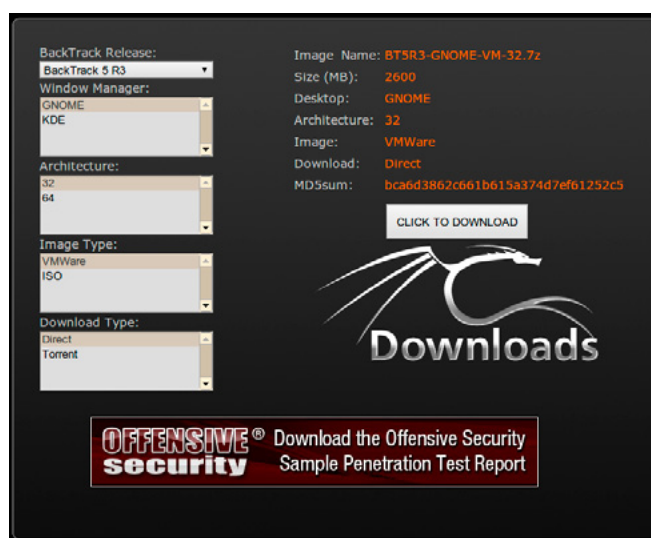 BackTrack Release:
BackTrack 5 R3
Window Manager:
GNOME
KDE
Architecture:
32
64
Image Type:
VMWare
ISO
Download Type:
Direct
Torrent
Image Name: BT5R3-GNOME-VM-32.7z
Size (MB): 2600
Desktop: GNOME
Architecture: 32
Image: VMWare
Download: Direct
MD5sum: bca6d3862c661b615a374d7ef61252c5
CLICK TO DOWNLOAD
Downloads
OFFENSIVE® security
Download the Offensive Security
Sample Penetration Test Report